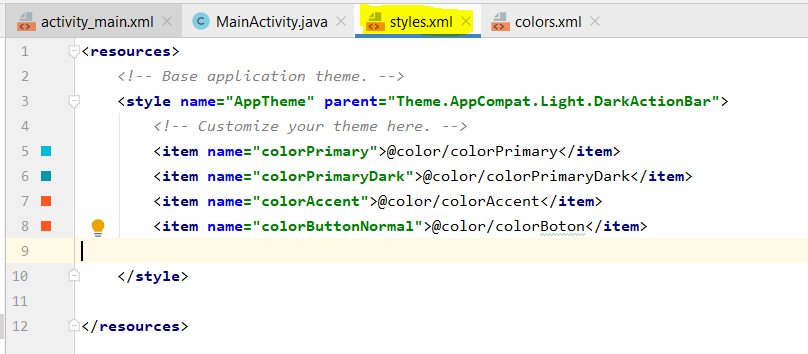 activity_main.xml × MainActivity.java × styles.xml × colors.xml ×
1 <resources>
2 <!-- Base application theme. -->
3 <style name="AppTheme" parent="Theme.AppCompat.Light.DarkActionBar">
4 <!-- Customize your theme here. -->
5 <item name="colorPrimary">@color/colorPrimary</item>
6 <item name="colorPrimaryDark">@color/colorPrimaryDark</item>
7 <item name="colorAccent">@color/colorAccent</item>
8 <item name="colorButtonNormal">@color/colorBoton</item>
9
10 </style>
11
12 </resources>